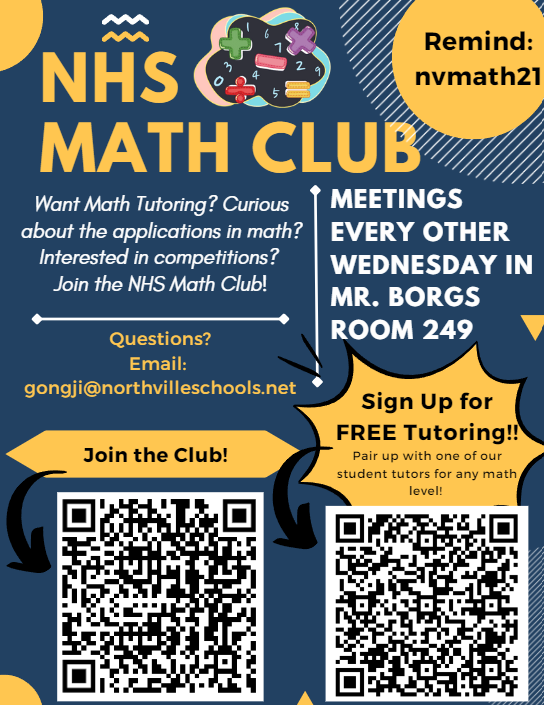 NHS
MATH CLUB
Remind:
nvmath21
Want Math Tutoring? Curious
about the applications in math?
Interested in competitions?
Join the NHS Math Club!
MEETINGS
EVERY OTHER
WEDNESDAY IN
MR. BORGS
ROOM 249
Questions?
Email:
gongji@northvilleschools.net
Sign Up for
FREE Tutoring!!
Pair up with one of our
student tutors for any math
level!
Join the Club!